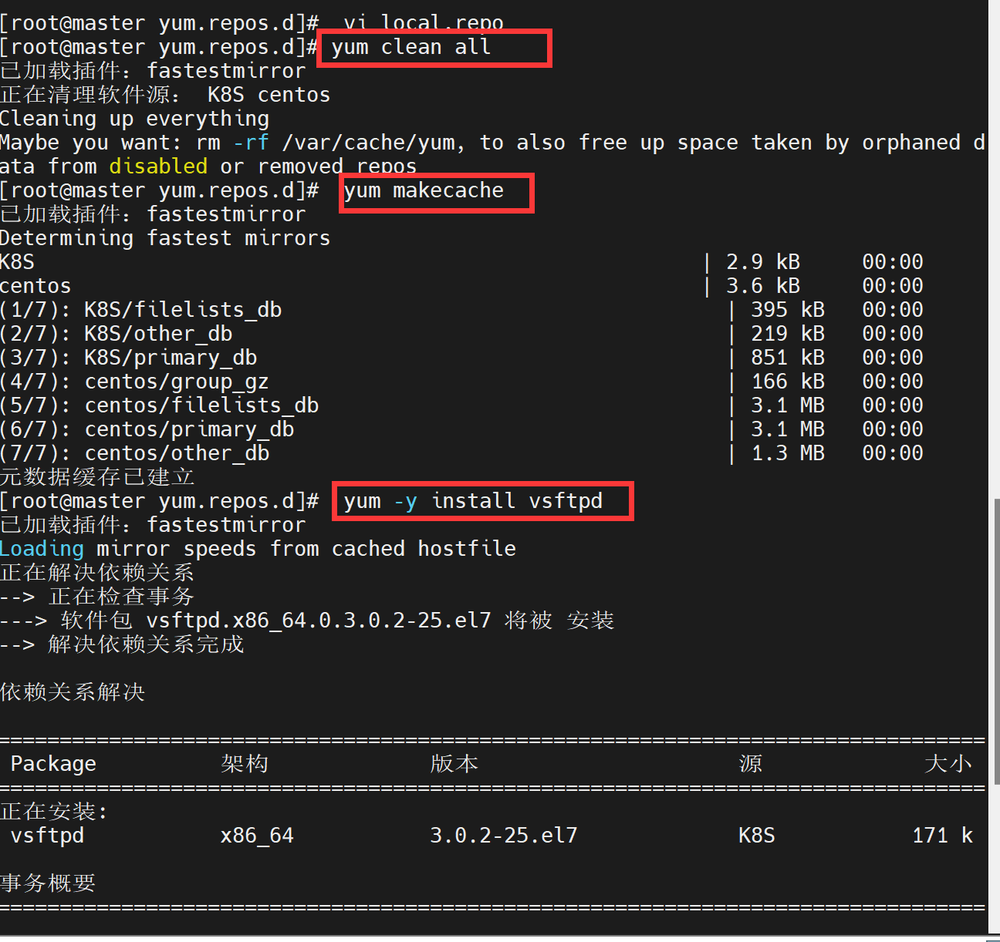 [root@master yum.repos.d]#  vi local.repo
[root@master yum.repos.d]# yum clean all
已加载插件：fastestmirror
正在清理软件源： K8S centos
Cleaning up everything
Maybe you want: rm -rf /var/cache/yum, to also free up space taken by orphaned d
ata from disabled or removed repos
[root@master yum.repos.d]#  yum makecache
已加载插件：fastestmirror
Determining fastest mirrors
K8S | 2.9 kB 00:00
centos | 3.6 kB 00:00
(1/7): K8S/filelists_db | 395 kB 00:00
(2/7): K8S/other_db | 219 kB 00:00
(3/7): K8S/primary_db | 851 kB 00:00
(4/7): centos/group_gz | 166 kB 00:00
(5/7): centos/filelists_db | 3.1 MB 00:00
(6/7): centos/primary_db | 3.1 MB 00:00
(7/7): centos/other_db | 1.3 MB 00:00
元数据缓存已建立
[root@master yum.repos.d]#  yum -y install vsftpd
已加载插件：fastestmirror
Loading mirror speeds from cached hostfile
正在解决依赖关系
--> 正在检查事务
---> 软件包 vsftpd.x86_64.0.3.0.2-25.el7 将被 安装
--> 解决依赖关系完成
依赖关系解决
================================================================================
Package 架构 版本 源 大小
================================================================================
正在安装:
vsftpd x86_64 3.0.2-25.el7 K8S 171 k
事务概要
================================================================================